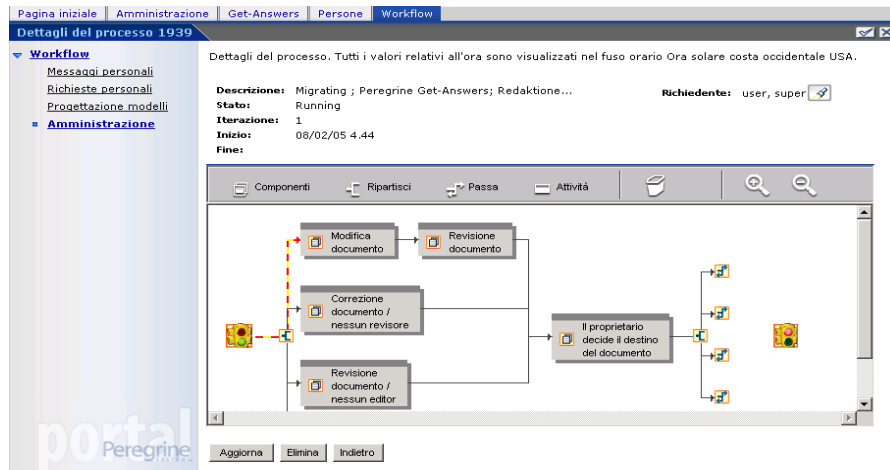 Pagina iniziale Amministrazione Get-Answers Persone Workflow
Dettagli del processo 1939
Workflow
Messaggi personali
Richieste personali
Progettazione modelli
Amministrazione
Dettagli del processo. Tutti i valori relativi all'ora sono visualizzati nel fuso orario Ora solare costa occidentale USA.
Descrizione: Migrating ; Peregrine Get-Answers; Redaktione...
Richiedente: user, super
Stato: Running
Iterazione: 1
Inizio: 08/02/05 4.44
Fine:
Componenti Ripartisci Passa Attività
Modifica
documento
Revisione
documento
Correzione
documento /
nessun revisore
Il proprietario
decide il destino
del documento
Revisione
documento /
nessun editor
portal
Peregrine
Aggiorna Elimina Indietro